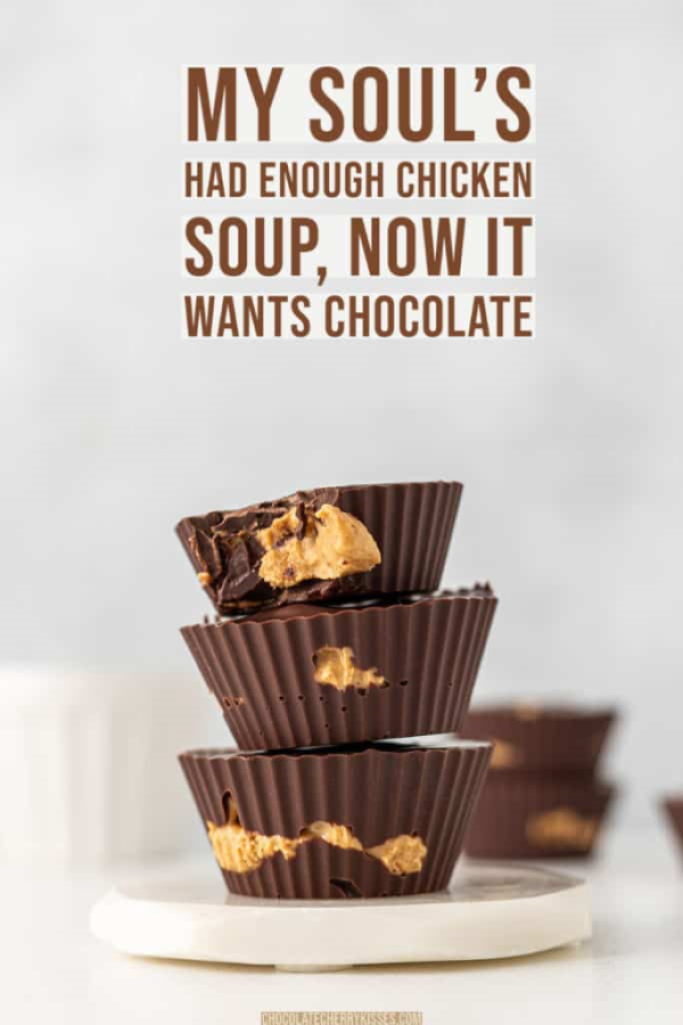 MY SOUL’S
HAD ENOUGH CHICKEN
SOUP, NOW IT
WANTS CHOCOLATE
CHOCOLATECHERRYKISSES.COM